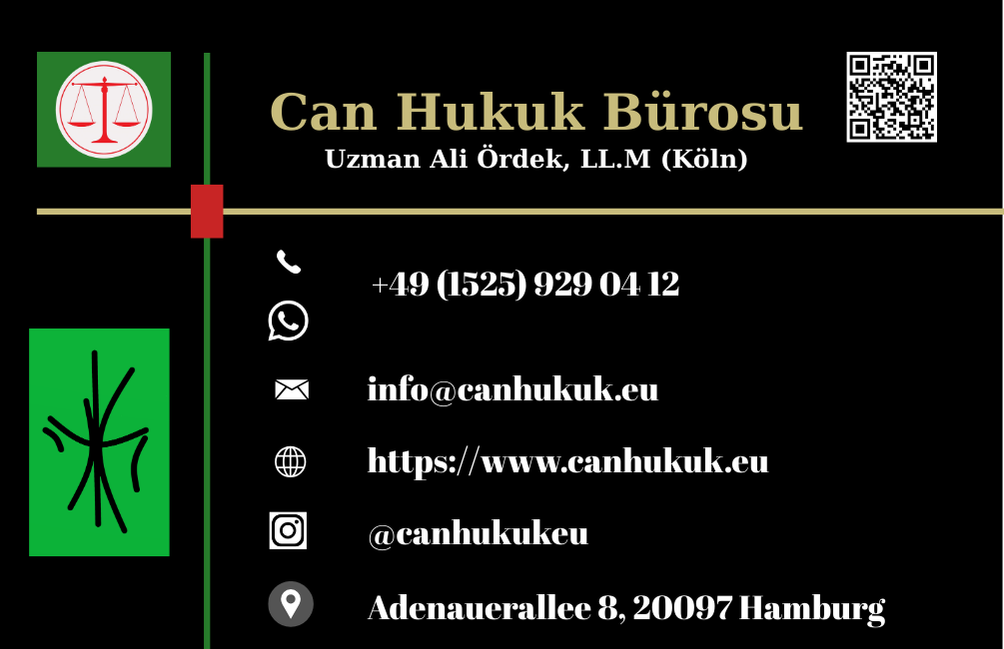 Can Hukuk Bürosu
Uzman Ali Ördek, LL.M (Köln)
+49 (1525) 929 04 12
info@canhukuk.eu
https://www.canhukuk.eu
@canhukukeu
Adenauerallee 8, 20097 Hamburg